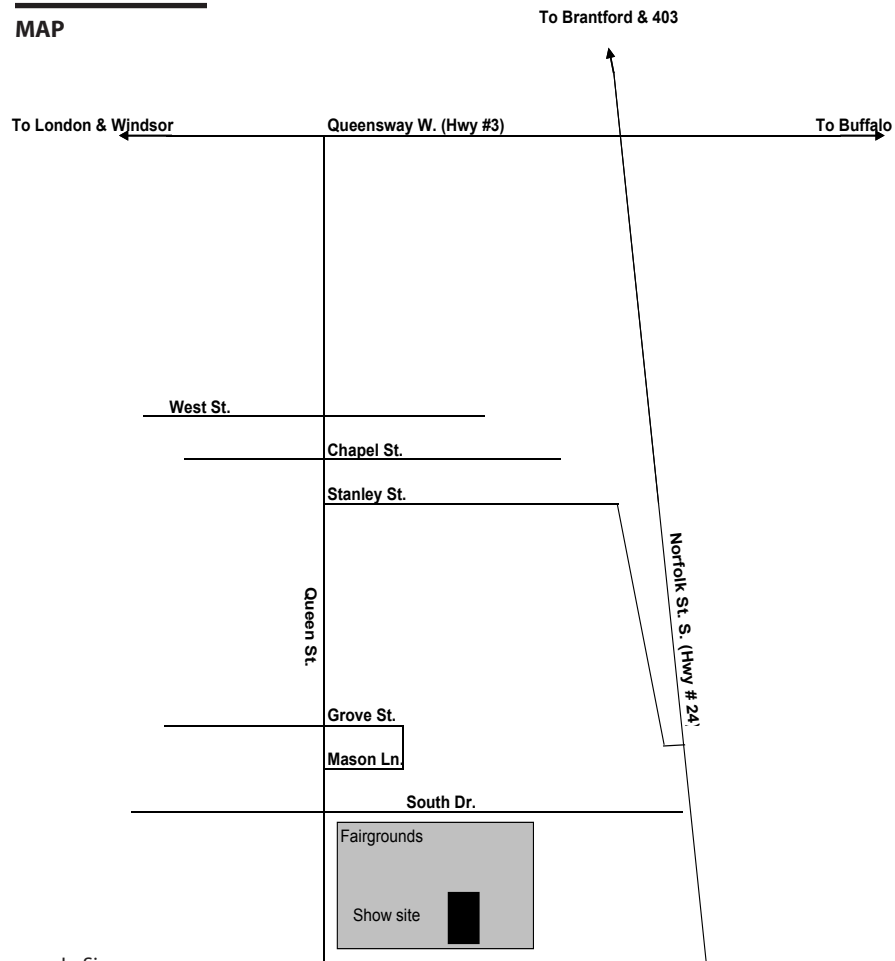 MAP
To Brantford & 403
To London & Windsor
Queensway W. (Hwy #3)
To Buffalo
West St.
Chapel St.
Stanley St.
Norfolk St. S. (Hwy # 24)
Queen St.
Grove St.
Mason Ln.
South Dr.
Fairgrounds
Show site